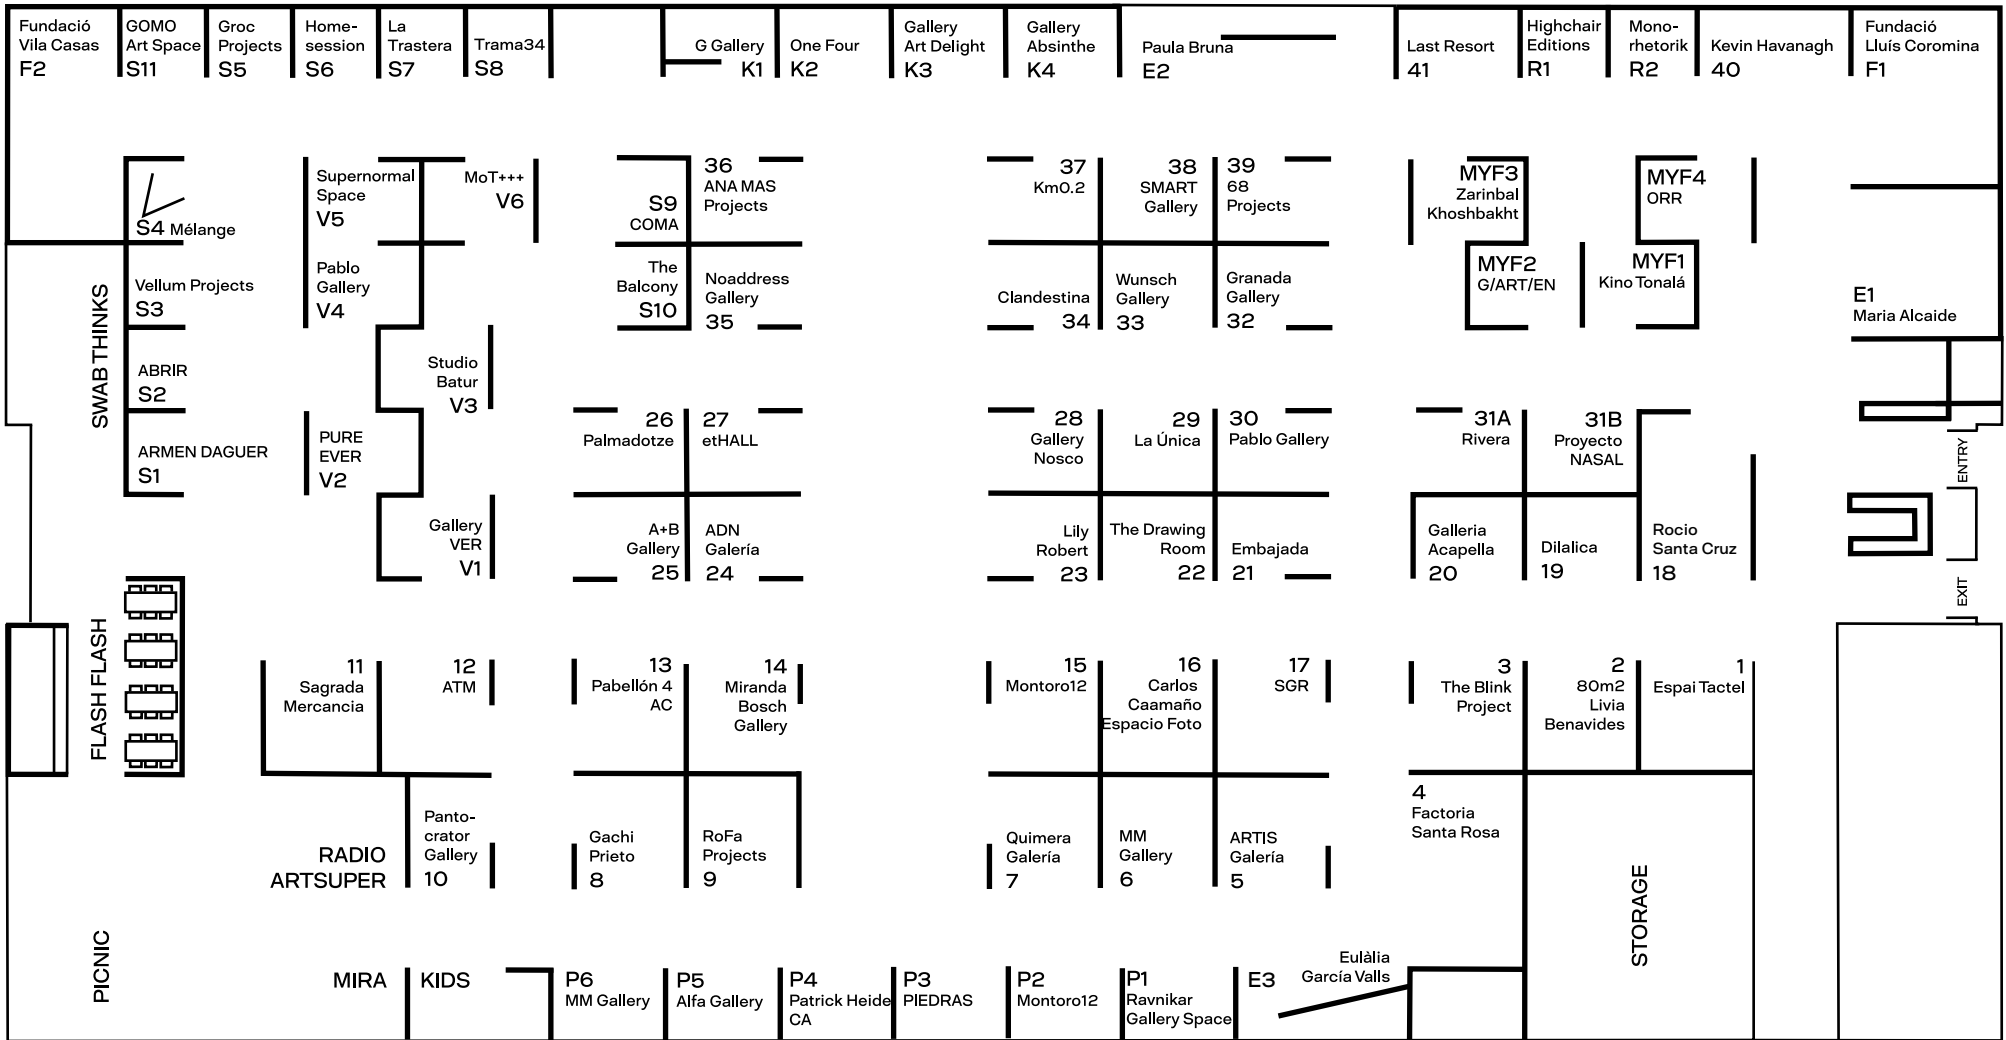 Fundació
Vila Casas
F2
GOMO
Art Space
S11
Groc
Projects
S5
Home-
session
S6
La
Trastera
S7
Trama34
S8
G Gallery
K1
One Four
K2
Gallery
Art Delight
K3
Gallery
Absinthe
K4
Paula Bruna
E2
Last Resort
41
Highchair
Editions
R1
Mono-
rhetorik
R2
Kevin Havanagh
40
Fundació
Lluís Coromina
F1
S4 Mélange
Supernormal
Space
V5
MoT+++
V6
S9
COMA
36
ANA MAS
Projects
37
Km0.2
38
SMART
Gallery
39
68
Projects
MYF3
Zarinbal
Khoshbakht
MYF4
ORR
SWAB THINKS
Vellum Projects
S3
Pablo
Gallery
V4
The
Balcony
S10
Noaddress
Gallery
35
Clandestina
34
Wunsch
Gallery
33
Granada
Gallery
32
MYF2
G/ART/EN
MYF1
Kino Tonalá
E1
Maria Alcaide
ABRIR
S2
Studio
Batur
V3
ARMEN DAGUER
S1
PURE
EVER
V2
26
Palmadotze
27
etHALL
28
Gallery
Nosco
29
La Única
30
Pablo Gallery
31A
Rivera
31B
Proyecto
NASAL
ENTRY
Gallery
VER
V1
A+B
Gallery
25
ADN
Galería
24
Lily
Robert
23
The Drawing
Room
22
Embajada
21
Galleria
Acapella
20
Dilalica
19
Rocio
Santa Cruz
18
EXIT
FLASH FLASH
11
Sagrada
Mercancia
12
ATM
13
Pabellón 4
AC
14
Miranda
Bosch
Gallery
15
Montoro12
16
Carlos
Caamaño
Espacio Foto
17
SGR
3
The Blink
Project
2
80m2
Livia
Benavides
1
Espai Tactel
RADIO
ARTSUPER
Panto-
crator
Gallery
10
Gachi
Prieto
8
RoFa
Projects
9
Quimera
Galería
7
MM
Gallery
6
ARTIS
Galería
5
4
Factoria
Santa Rosa
STORAGE
PICNIC
MIRA
KIDS
P6
MM Gallery
P5
Alfa Gallery
P4
Patrick Heide
CA
P3
PIEDRAS
P2
Montoro12
P1
Ravnikar
Gallery Space
E3
Eulàlia
García Valls